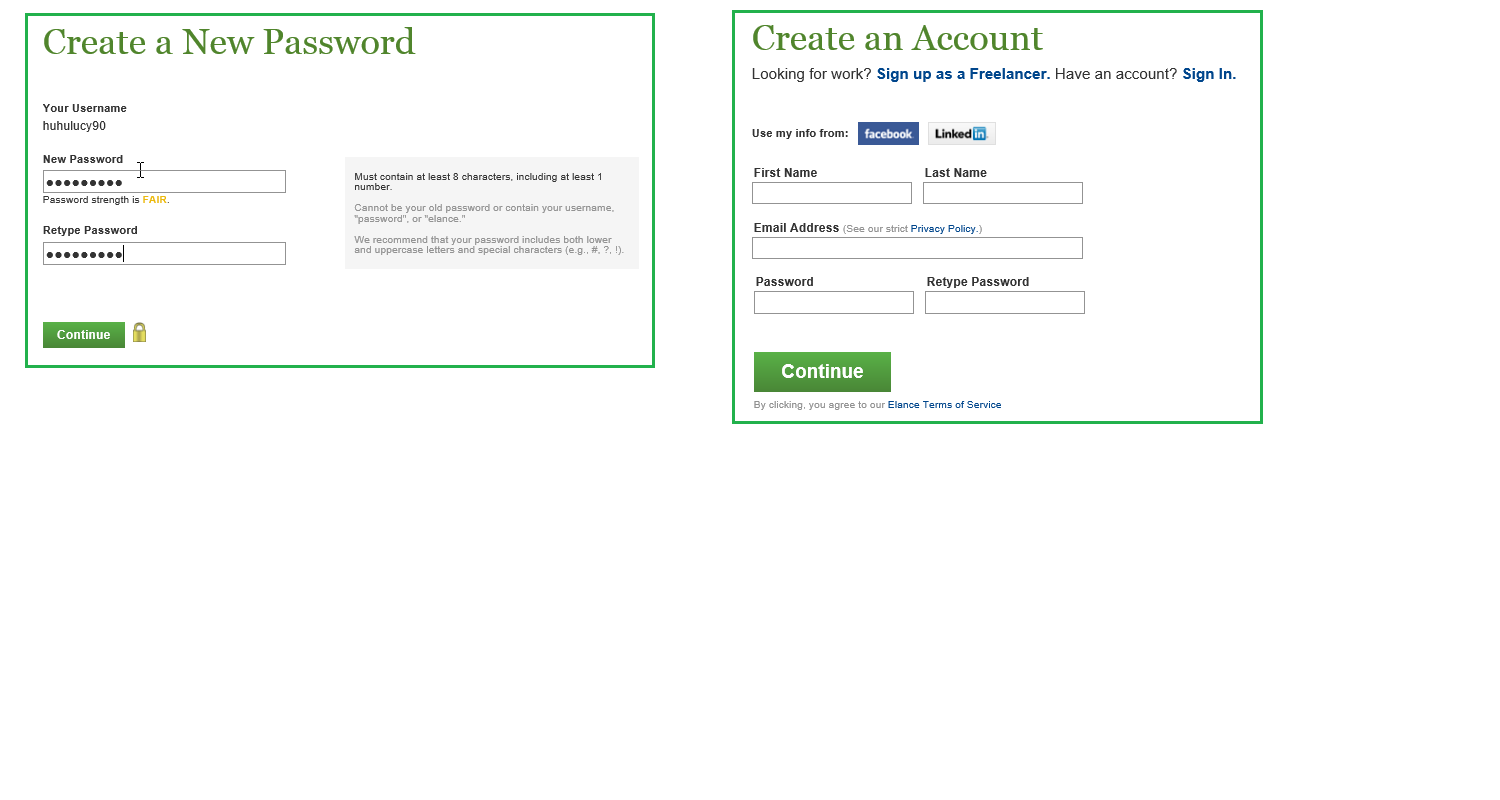 Create a New Password
Your Username
huhulucy90
New Password
●●●●●●●●●
Password strength is FAIR.
Retype Password
●●●●●●●●●
Must contain at least 8 characters, including at least 1
number.
Cannot be your old password or contain your username,
"password", or "elance."
We recommend that your password includes both lower
and uppercase letters and special characters (e.g., #, ?, !).
Continue
Create an Account
Looking for work? Sign up as a Freelancer. Have an account? Sign In.
Use my info from: facebook LinkedIn
First Name Last Name
Email Address (See our strict Privacy Policy.)
Password Retype Password
Continue
By clicking, you agree to our Elance Terms of Service